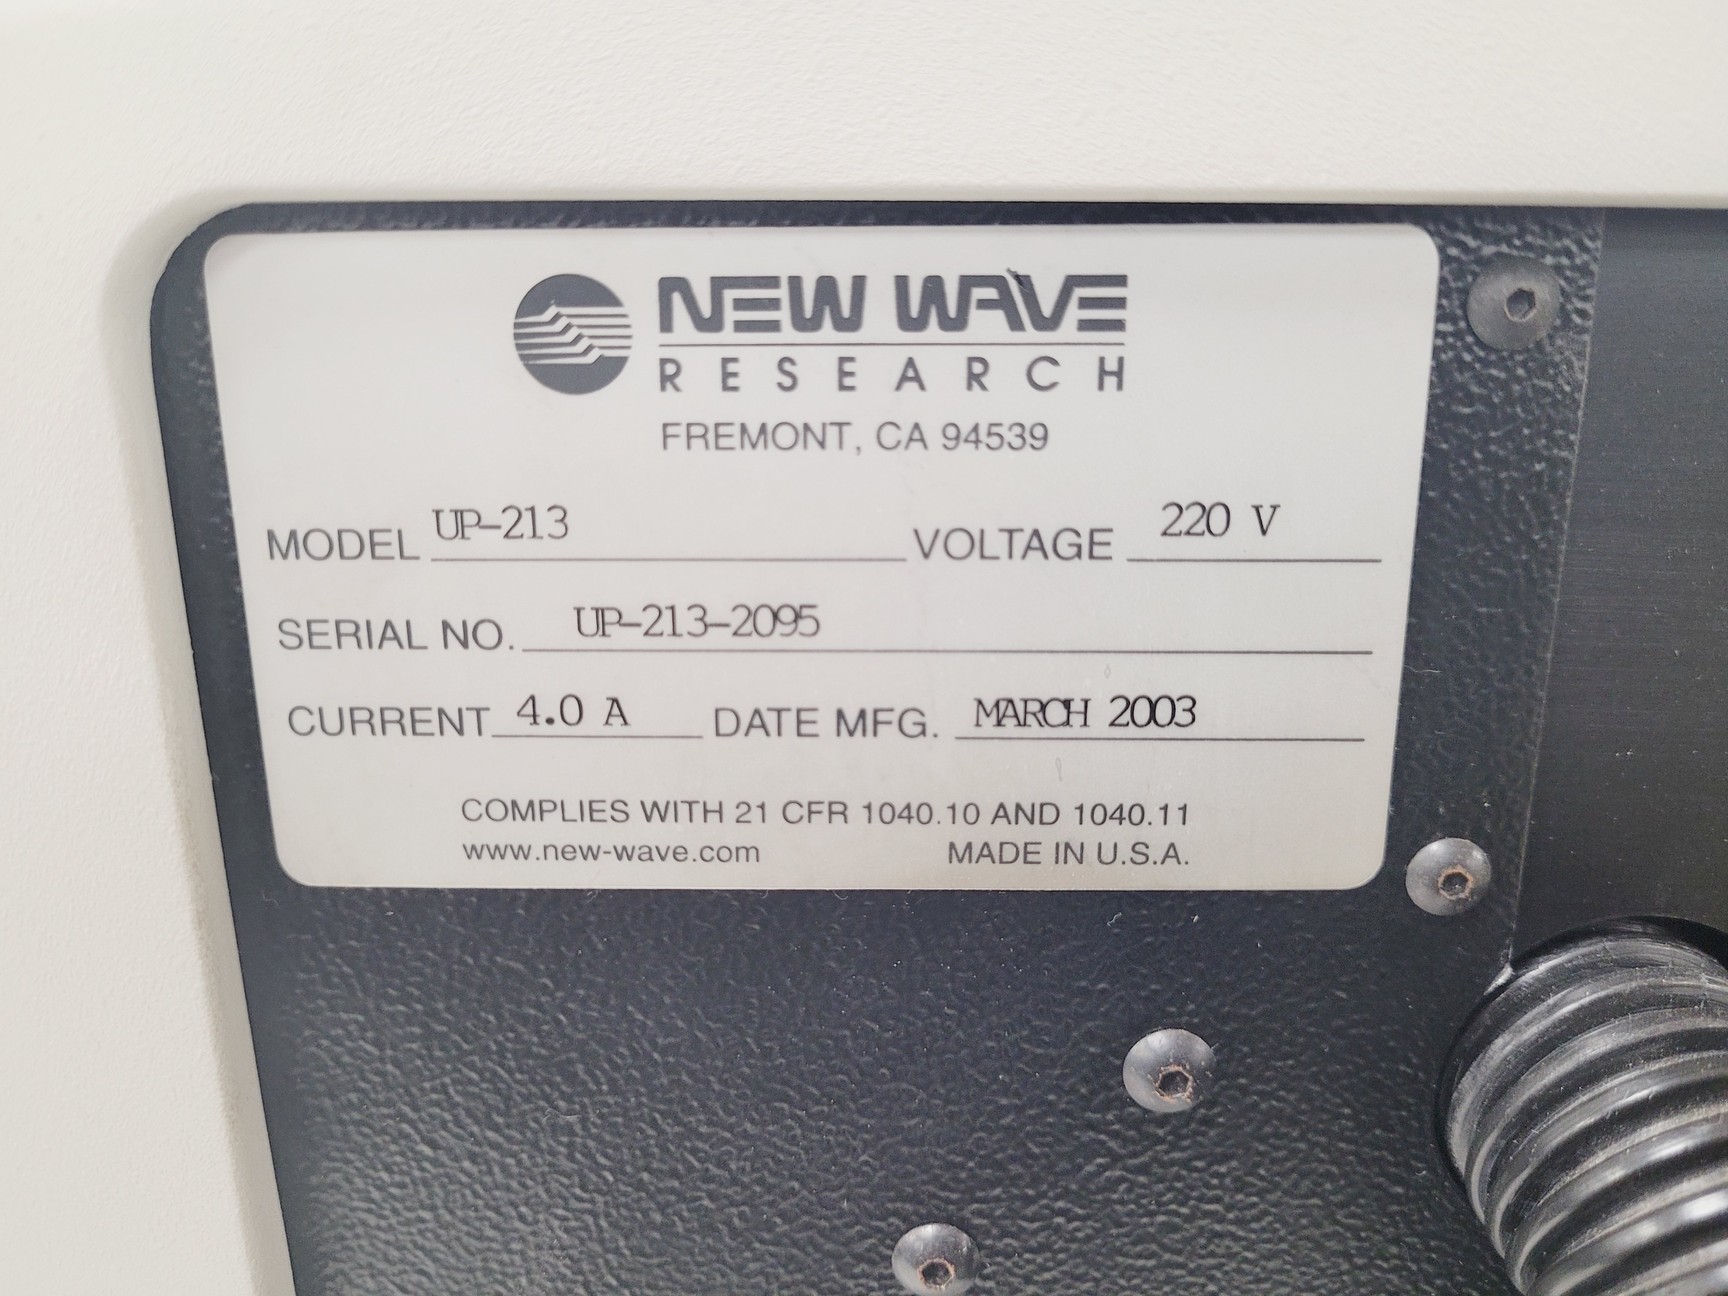 NEW WAVE
RESEARCH
FREMONT, CA 94539
MODEL UP-213 VOLTAGE 220 V
SERIAL NO. UP-213-2095
CURRENT 4.0 A DATE MFG. MARCH 2003
COMPLIES WITH 21 CFR 1040.10 AND 1040.11
www.new-wave.com MADE IN U.S.A.